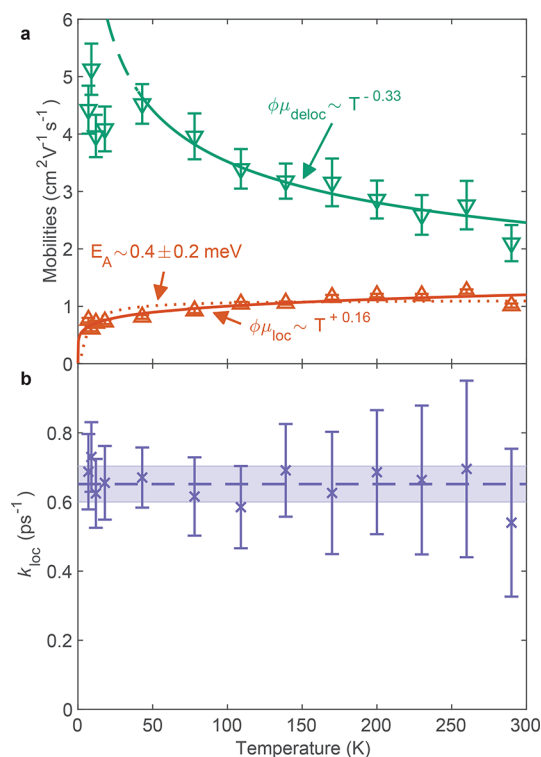 a
6
5
4
3
2
1
0
Mobilities (cm²V⁻¹s⁻¹)
ϕμdeloc ~ T⁻⁰·³³
E_A ~ 0.4 ± 0.2 meV
ϕμloc ~ T⁺⁰·¹⁶
b
0.8
0.6
0.4
0.2
0
k_loc (ps⁻¹)
0 50 100 150 200 250 300
Temperature (K)